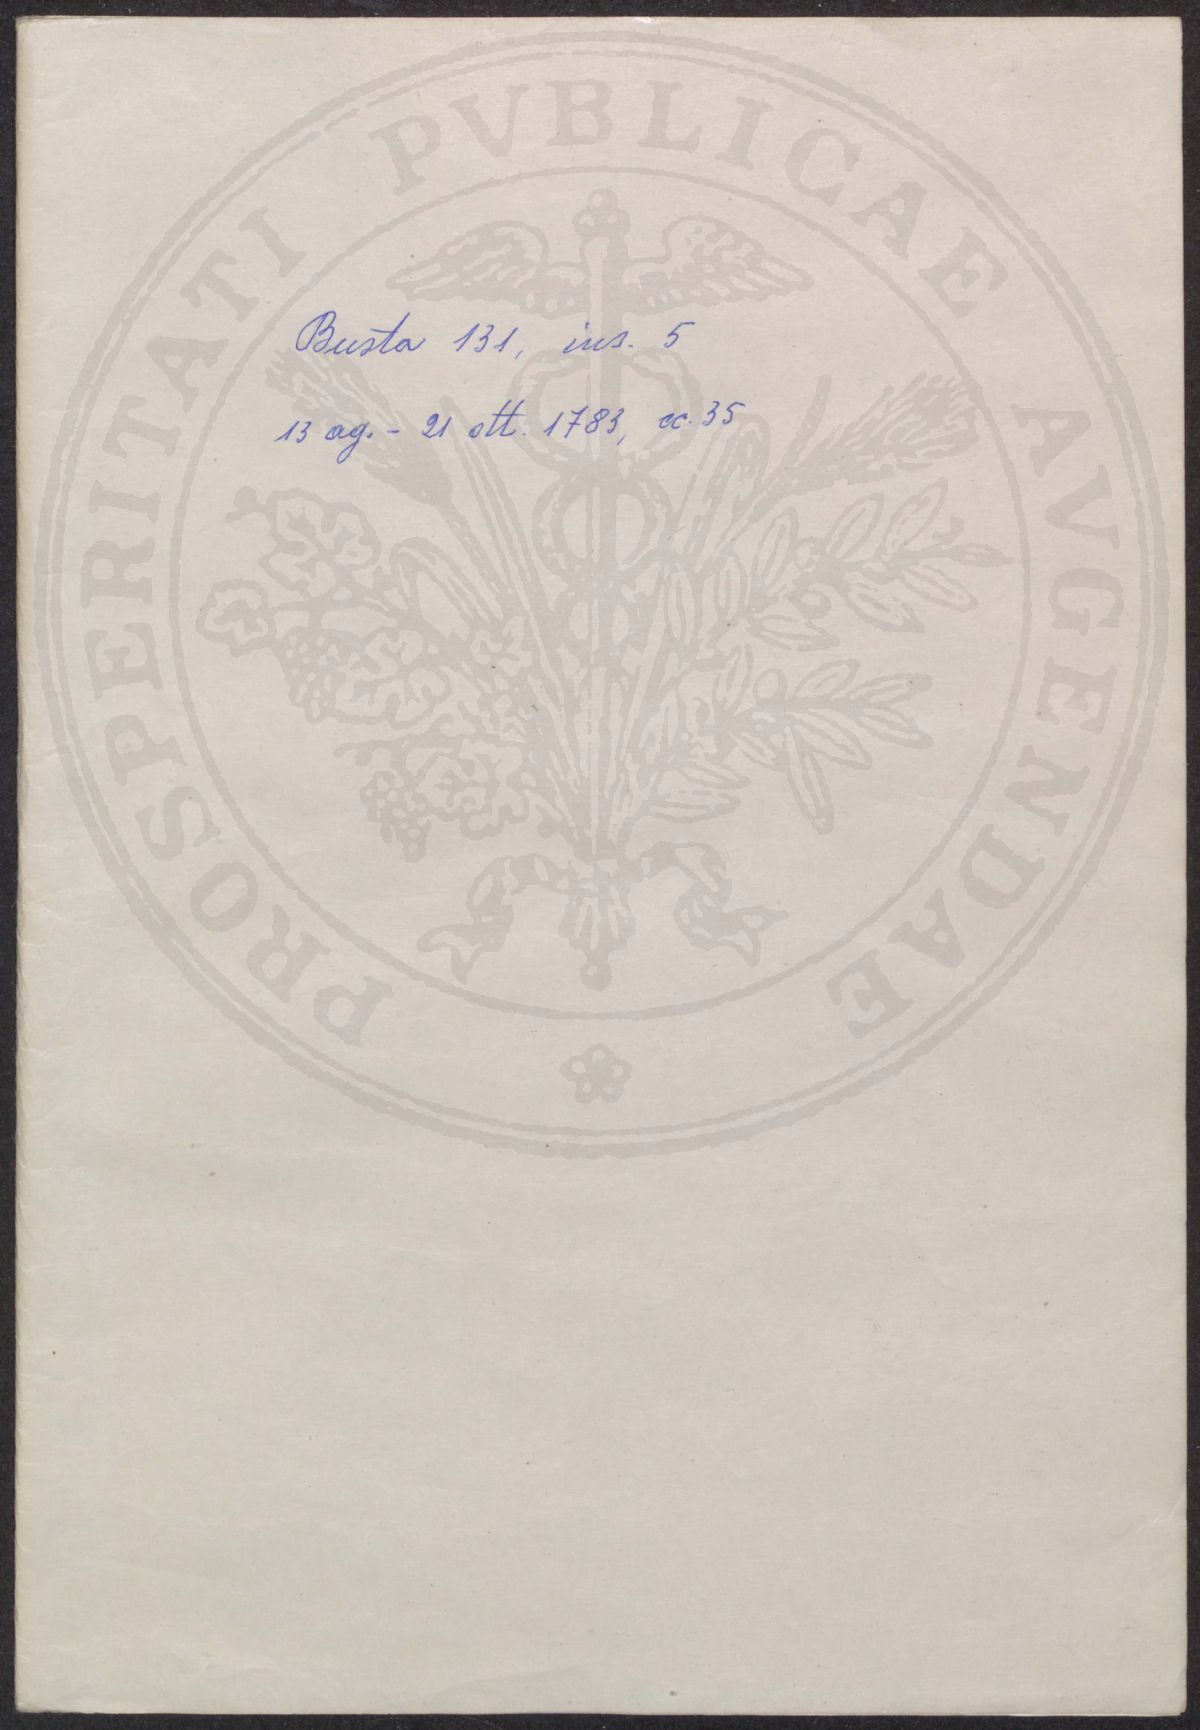 PROSPERITATI PVBLICAE AVGENDAE
Busta 131, ins. 5
13 ag. - 21 ott. 1783, cc. 35